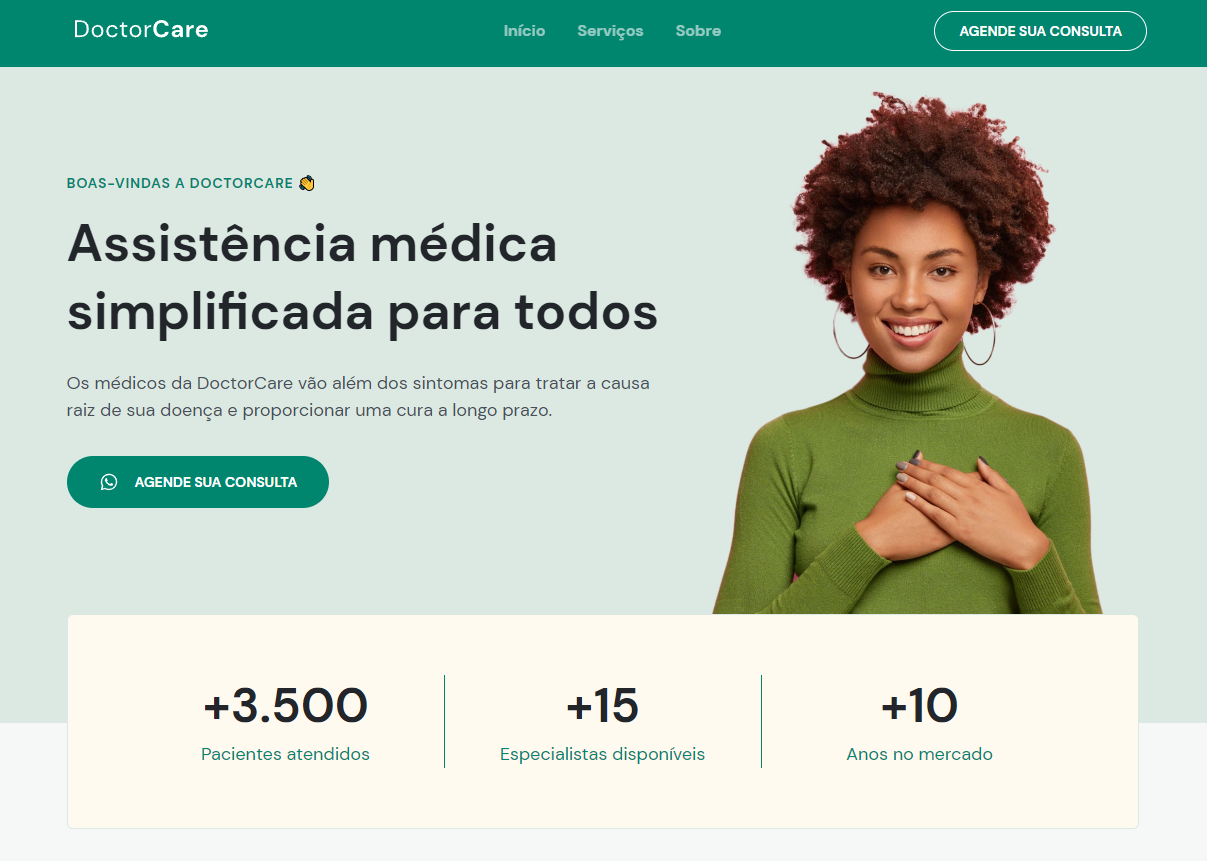 DoctorCare
Início
Serviços
Sobre
AGENDE SUA CONSULTA
BOAS-VINDAS A DOCTORCARE 👋
Assistência médica
simplificada para todos
Os médicos da DoctorCare vão além dos sintomas para tratar a causa
raiz de sua doença e proporcionar uma cura a longo prazo.
AGENDE SUA CONSULTA
+3.500
Pacientes atendidos
+15
Especialistas disponíveis
+10
Anos no mercado